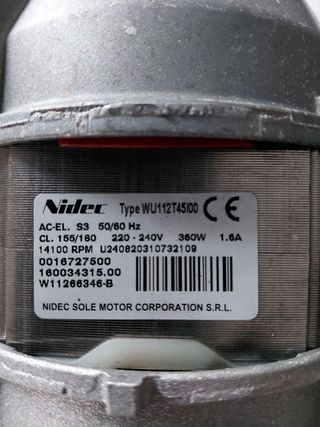 Nidec Type WU112T45I00 CE
AC-EL. S3 50/60 Hz
CL. 155/180 220 - 240V 360W 1.6A
14100 RPM U240820310732109
0016727500
160034315.00
W11266346-B
NIDEC SOLE MOTOR CORPORATION S.R.L.